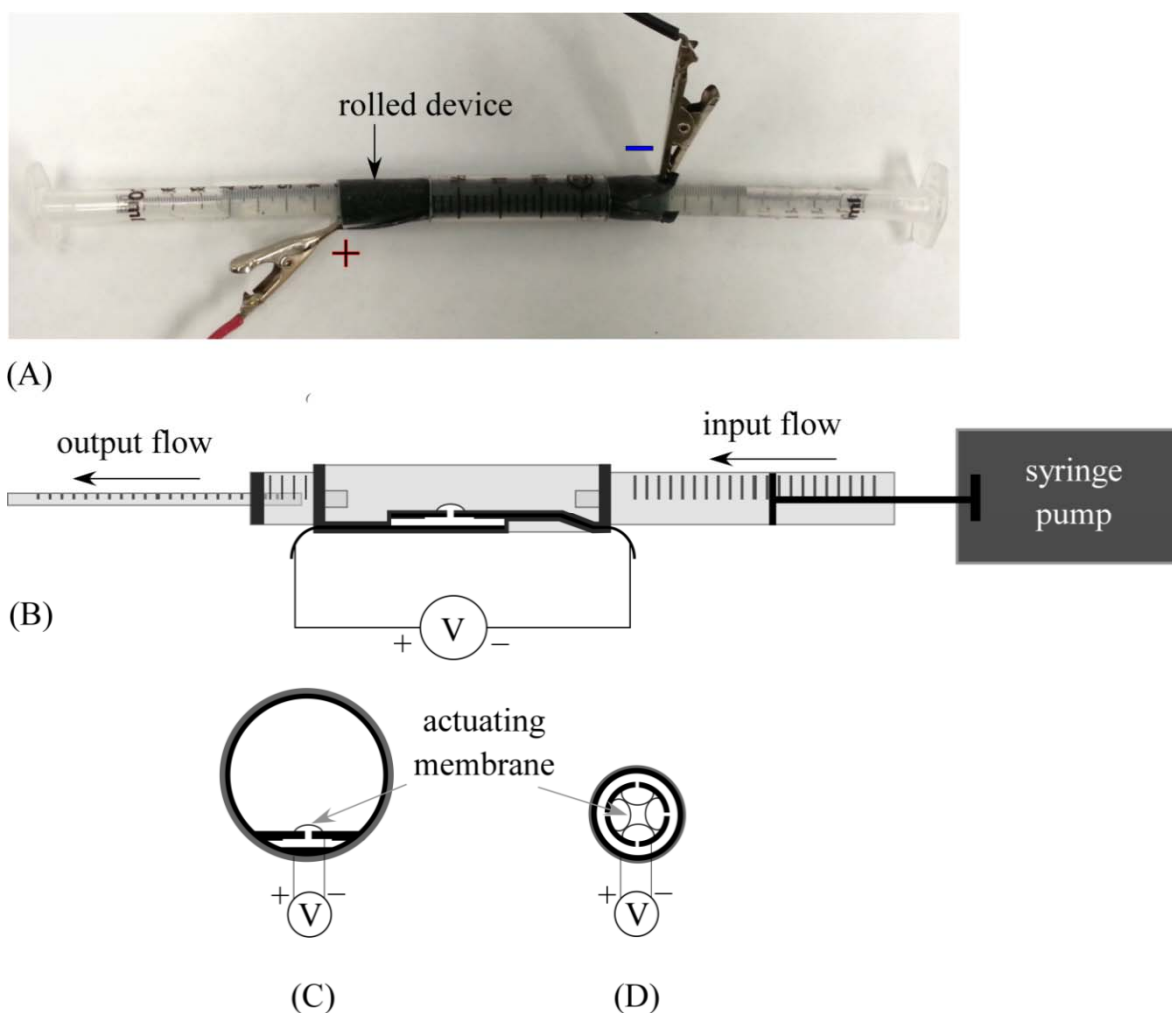 rolled device
−
+
(A)
output flow
input flow
syringe
pump
(B)
+ V −
actuating
membrane
+ −
V
+ −
V
(C)
(D)